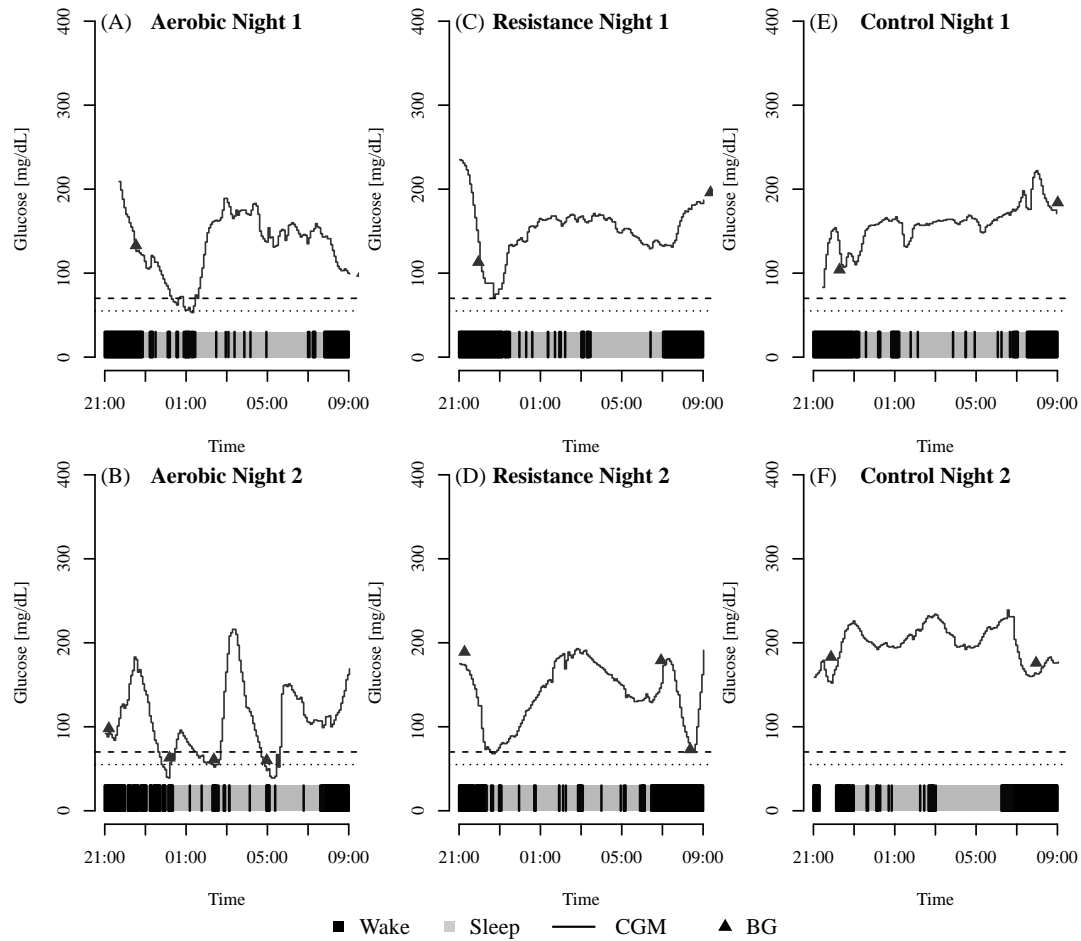 (A) Aerobic Night 1
Glucose [mg/dL]
400
300
200
100
0
21:00 01:00 05:00 09:00
Time
(C) Resistance Night 1
Glucose [mg/dL]
400
300
200
100
0
21:00 01:00 05:00 09:00
Time
(E) Control Night 1
Glucose [mg/dL]
400
300
200
100
0
21:00 01:00 05:00 09:00
Time
(B) Aerobic Night 2
Glucose [mg/dL]
400
300
200
100
0
21:00 01:00 05:00 09:00
Time
(D) Resistance Night 2
Glucose [mg/dL]
400
300
200
100
0
21:00 01:00 05:00 09:00
Time
(F) Control Night 2
Glucose [mg/dL]
400
300
200
100
0
21:00 01:00 05:00 09:00
Time
Wake Sleep CGM BG